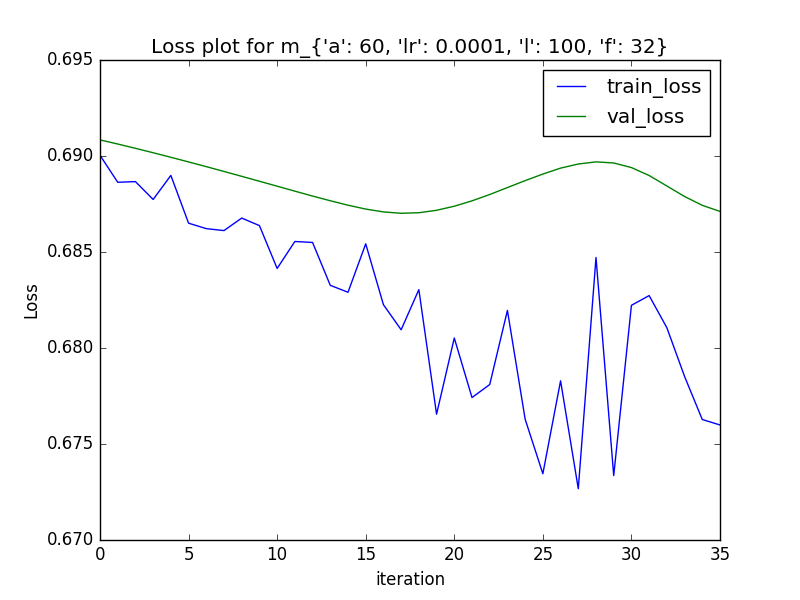 Loss plot for m_{'a': 60, 'lr': 0.0001, 'l': 100, 'f': 32}
0.695
train_loss
val_loss
0.690
0.685
Loss
0.680
0.675
0.670
0 5 10 15 20 25 30 35
iteration